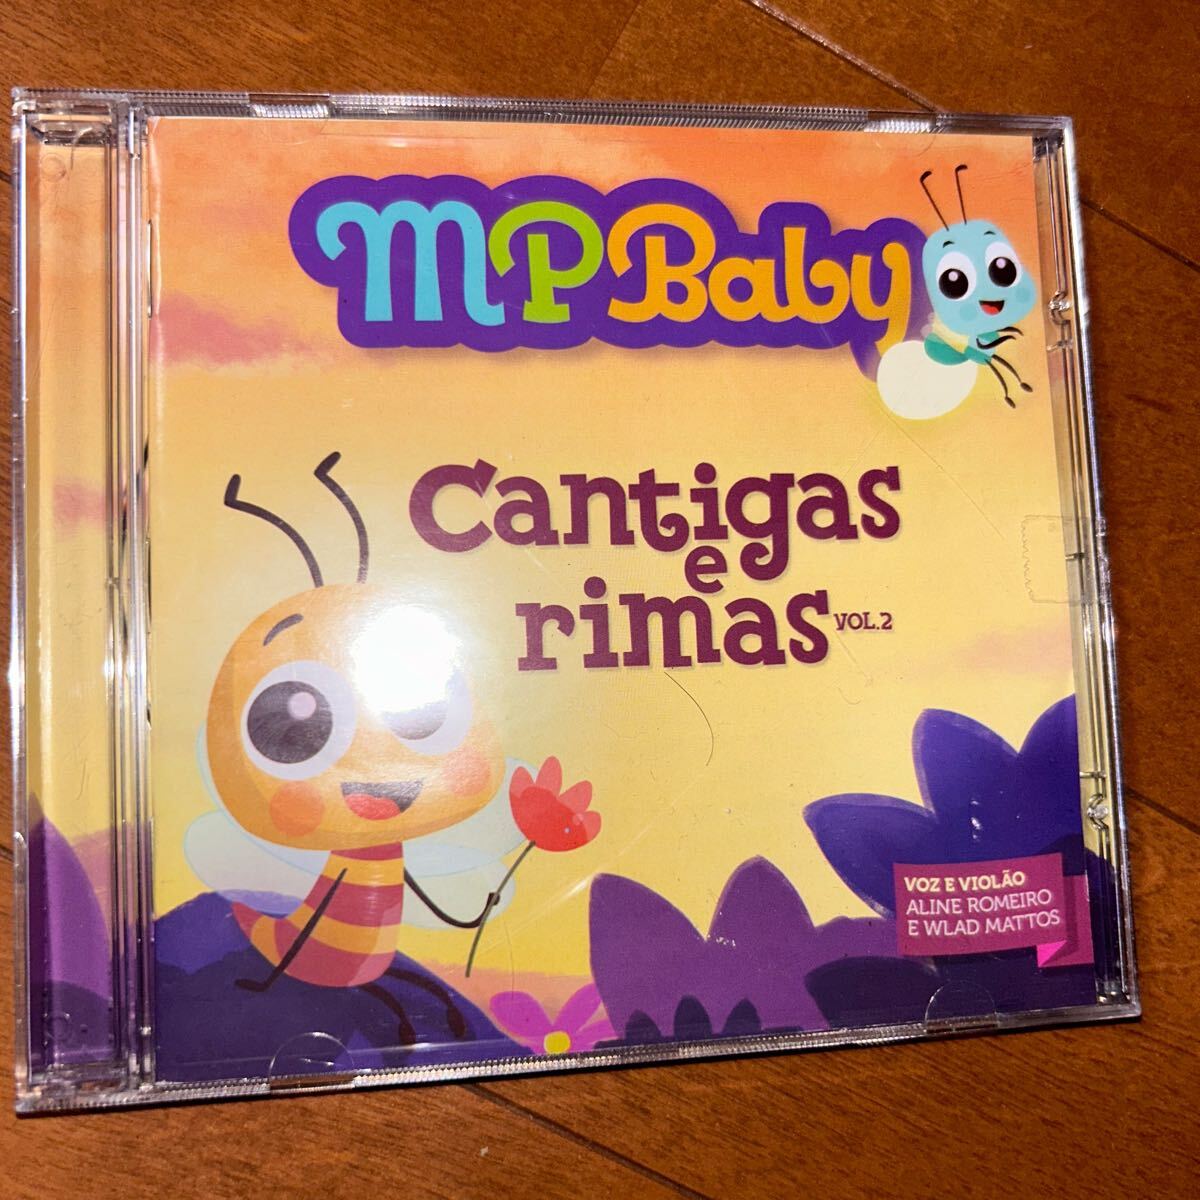 MPBaby
Cantigas
e
rimas VOL.2
VOZ E VIOLÃO
ALINE ROMEIRO
E WLAD MATTOS